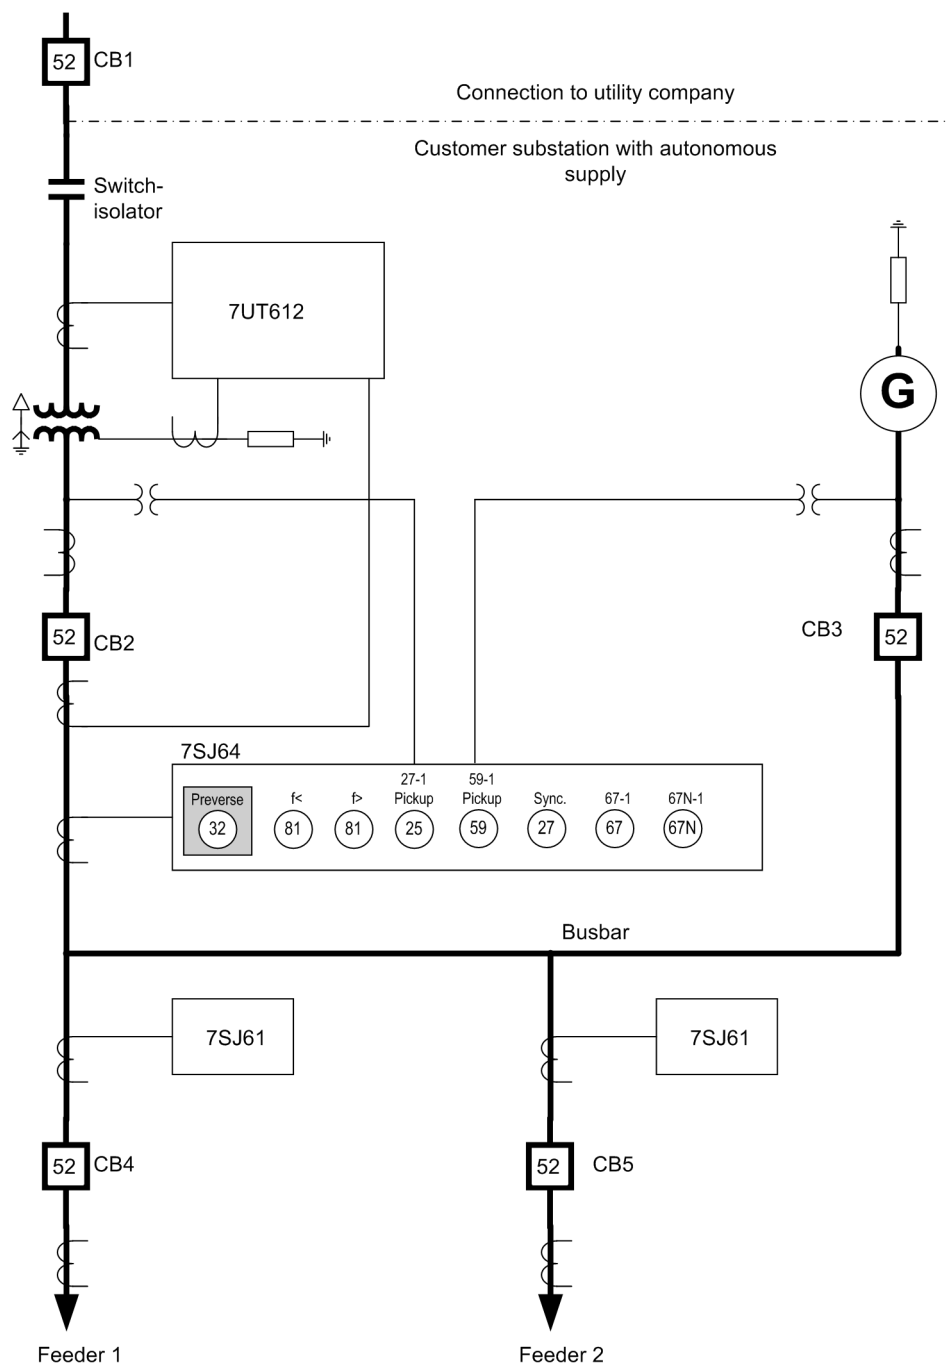 52 CB1
Connection to utility company
Customer substation with autonomous
supply
Switch-
isolator
7UT612
G
52 CB2
CB3 52
7SJ64
27-1 59-1
Preverse f< f> Pickup Pickup Sync. 67-1 67N-1
32 81 81 25 59 27 67 67N
Busbar
7SJ61 7SJ61
52 CB4 52 CB5
Feeder 1 Feeder 2